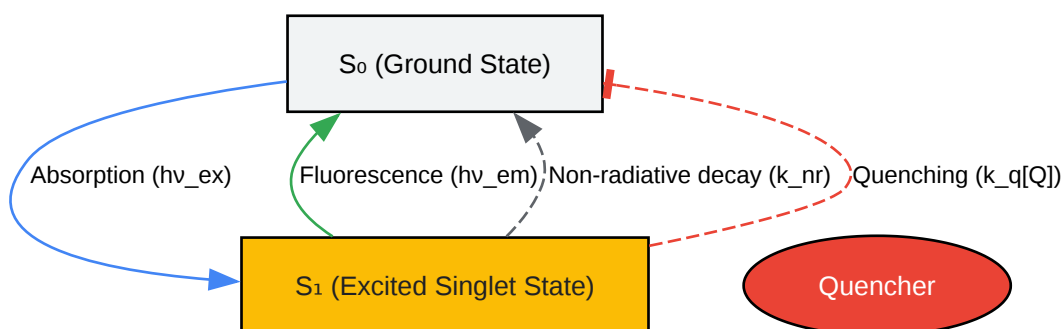 S₀ (Ground State)
Absorption (hν_ex)
Fluorescence (hν_em)
Non-radiative decay (k_nr)
Quenching (k_q[Q])
S₁ (Excited Singlet State)
Quencher